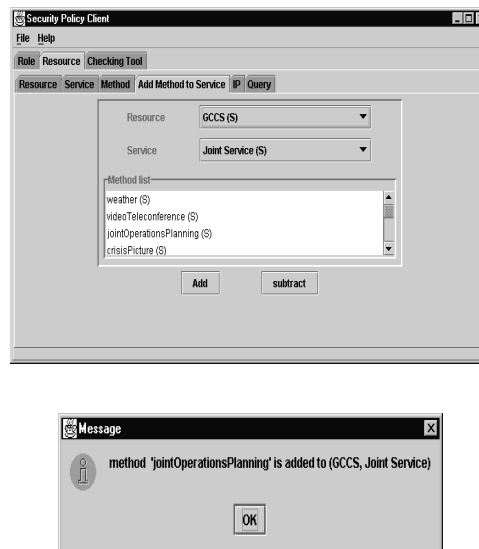 Security Policy Client
File Help
Role Resource Checking Tool
Resource Service Method Add Method to Service IP Query
Resource GCCS (S)
Service Joint Service (S)
Method list
weather (S)
videoTeleconference (S)
jointOperationsPlanning (S)
crisisPicture (S)
Add subtract
Message
method 'jointOperationsPlanning' is added to (GCCS, Joint Service)
OK